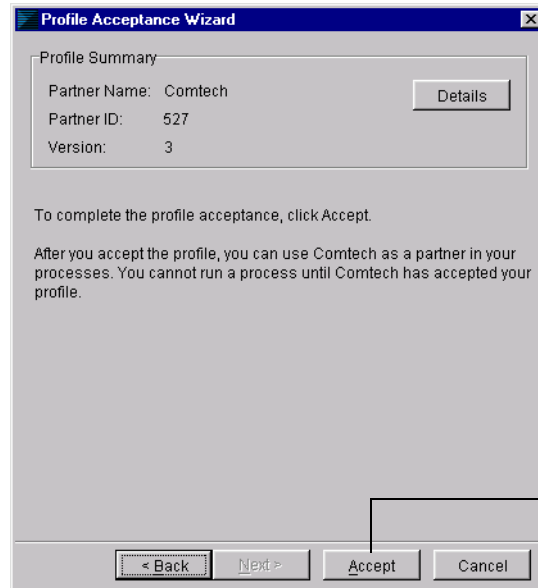 Profile Acceptance Wizard
Profile Summary
Partner Name: Comtech
Details
Partner ID: 527
Version: 3
To complete the profile acceptance, click Accept.
After you accept the profile, you can use Comtech as a partner in your
processes. You cannot run a process until Comtech has accepted your
profile.
< Back Next > Accept Cancel